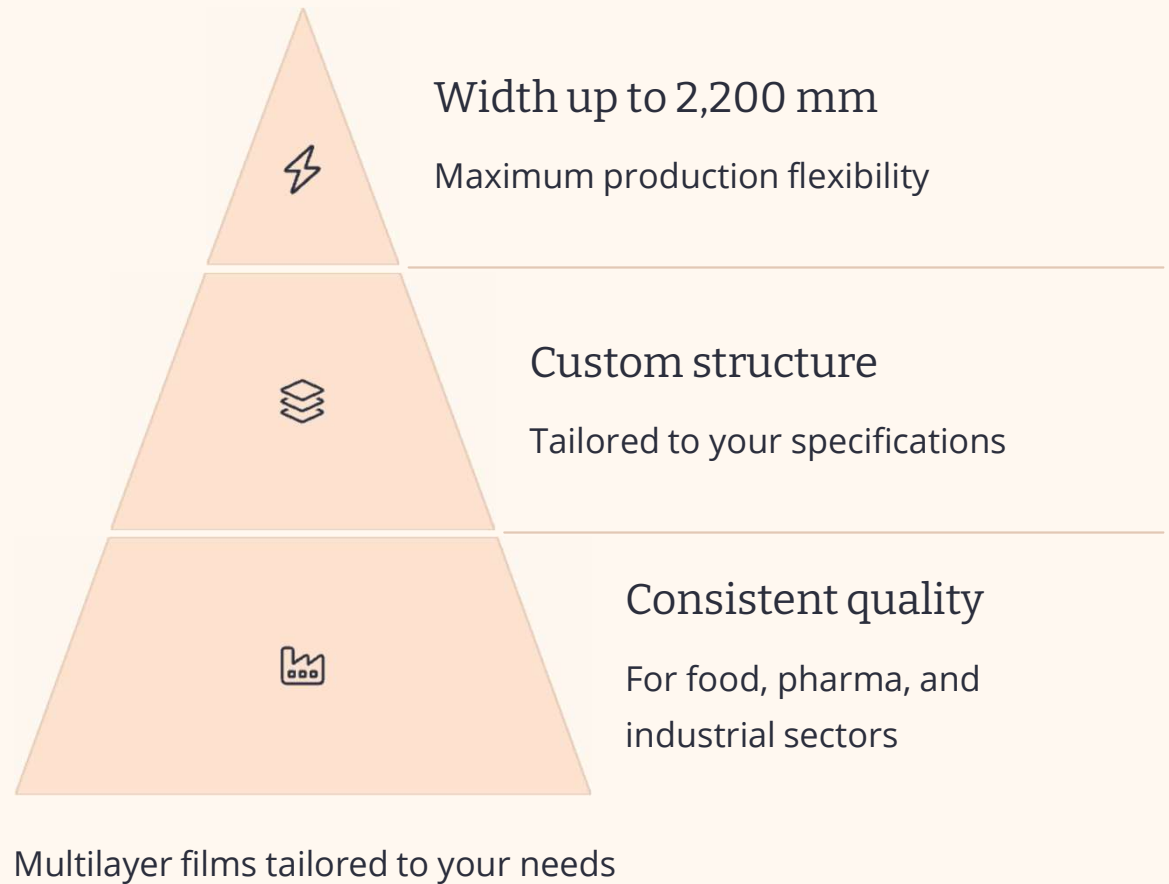 Width up to 2,200 mm
Maximum production flexibility
Custom structure
Tailored to your specifications
Consistent quality
For food, pharma, and
industrial sectors
Multilayer films tailored to your needs